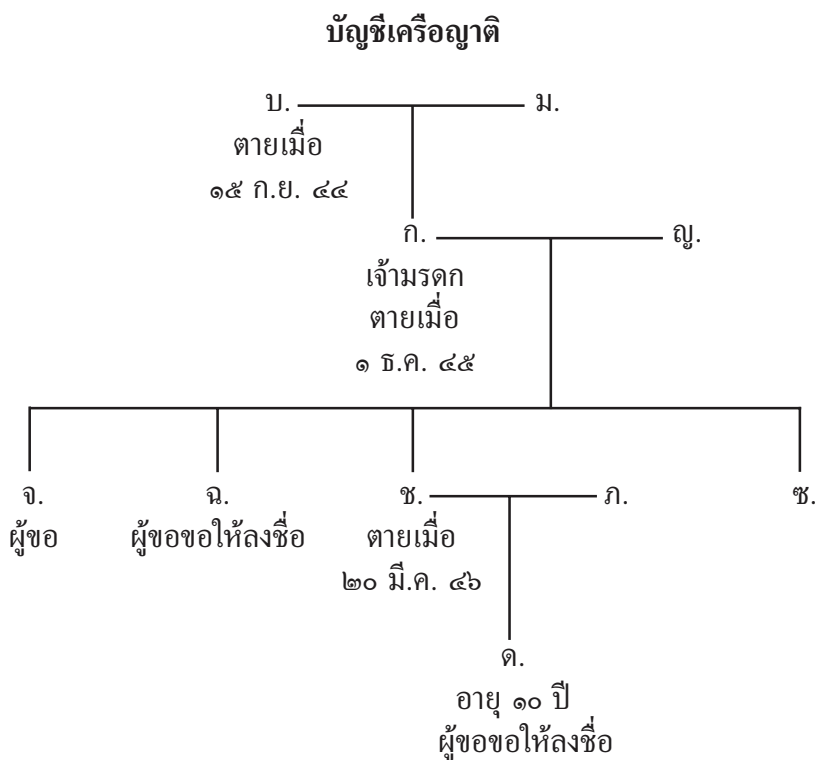 บัญชีเครือญาติ
บ. ม.
ตายเมื่อ
๑๕ ก.ย. ๔๔
ก. ญ.
เจ้ามรดก
ตายเมื่อ
๑ ธ.ค. ๔๕
จ. ฉ. ช. ภ. ซ.
ผู้ขอ ผู้ขอขอให้ลงชื่อ ตายเมื่อ
๒๐ มี.ค. ๔๖
ด.
อายุ ๑๐ ปี
ผู้ขอขอให้ลงชื่อ